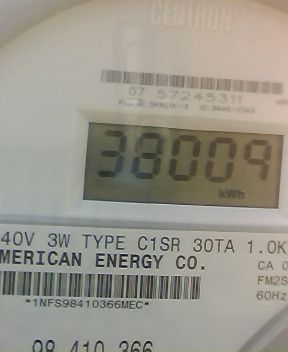 CENTRON
07 57245311
38009
kWh
40V 3W TYPE C1SR 30TA 1.0K
MERICAN ENERGY CO.
CA 0
FM2S
*1NFS98410366MEC*
60Hz
98 410 366